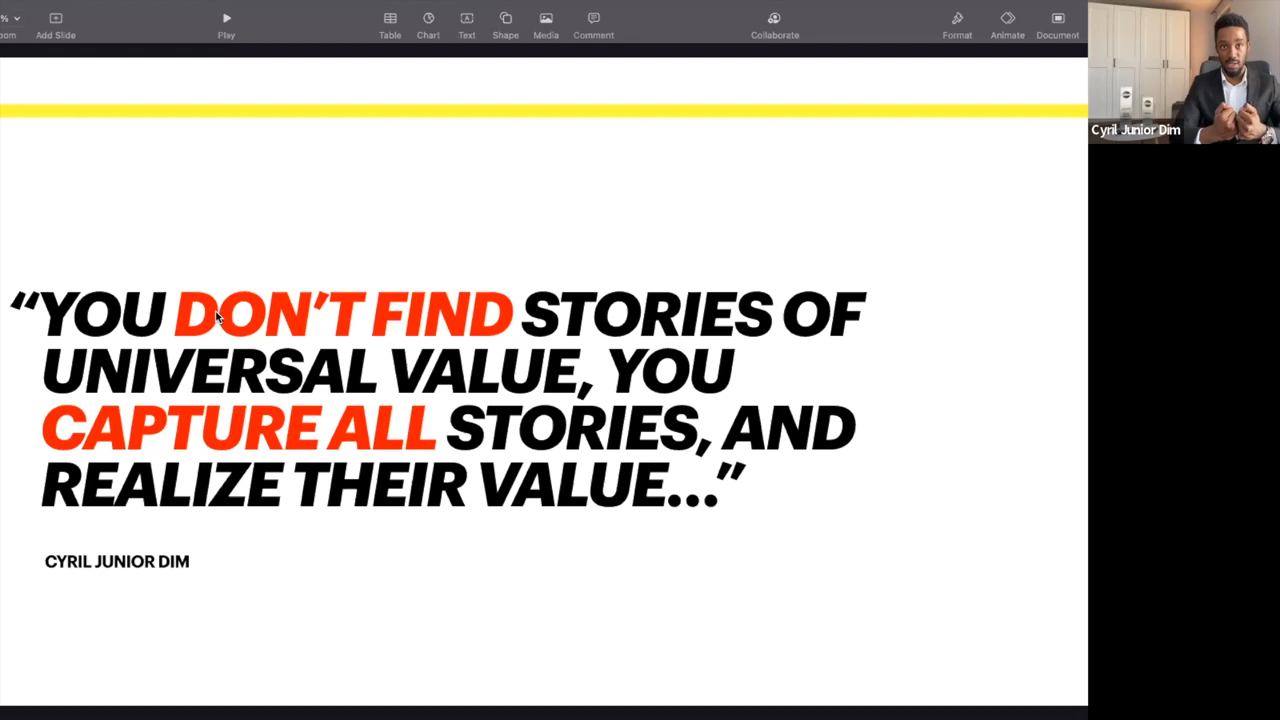 %
Add Slide
Play
Table
Chart
Text
Shape
Media
Comment
Collaborate
Format
Animate
Document
Cyril Junior Dim
“YOU DON’T FIND STORIES OF
UNIVERSAL VALUE, YOU
CAPTURE ALL STORIES, AND
REALIZE THEIR VALUE...”
CYRIL JUNIOR DIM